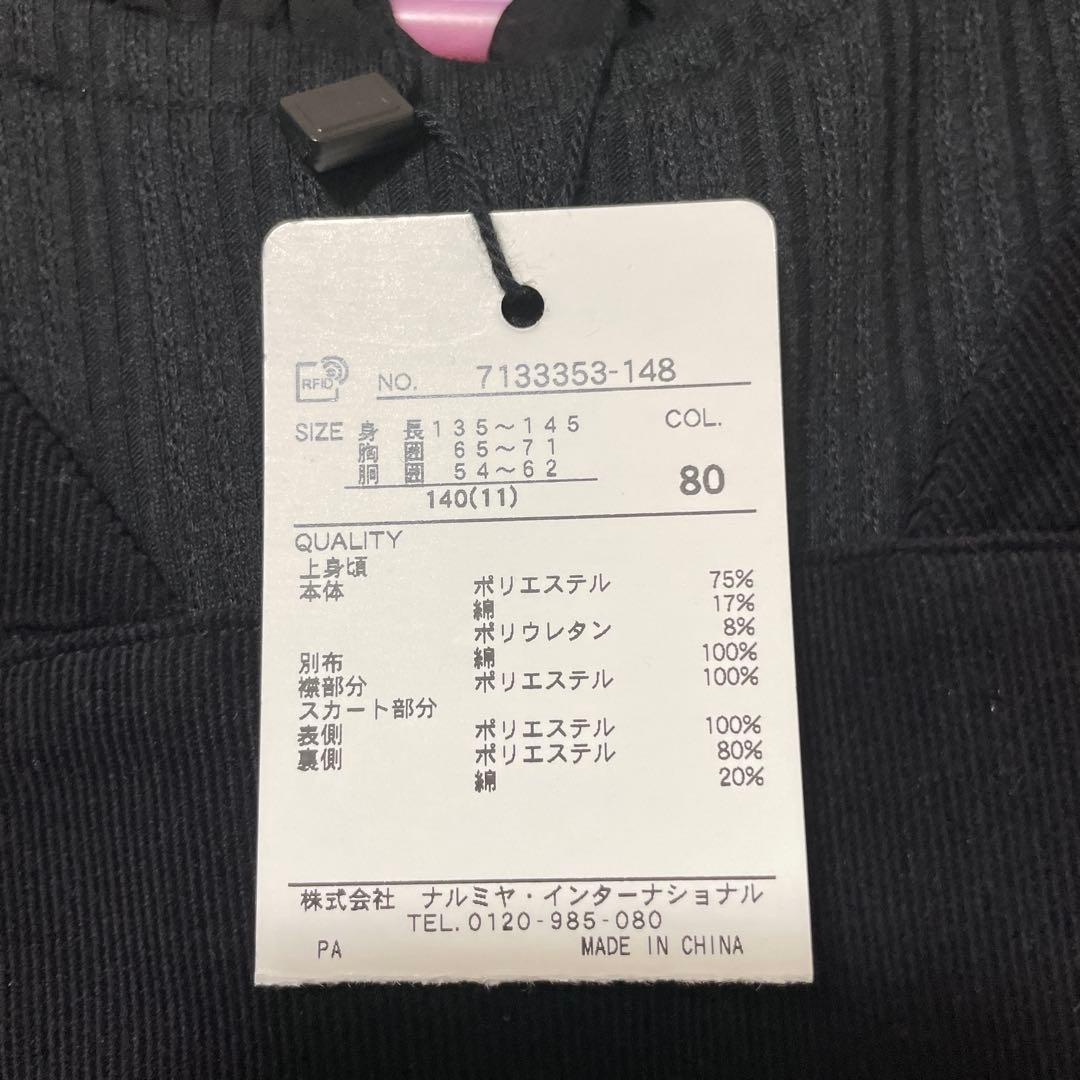 RFID
NO. 7133353-148
SIZE 身長 135～145 COL.
胸囲 65～71
胴囲 54～62
140(11) 80
QUALITY
上身頃
本体 ポリエステル 75%
綿 17%
ポリウレタン 8%
別布 綿 100%
襟部分 ポリエステル 100%
スカート部分
表側 ポリエステル 100%
裏側 ポリエステル 80%
綿 20%
株式会社 ナルミヤ・インターナショナル
TEL.0120-985-080
PA MADE IN CHINA